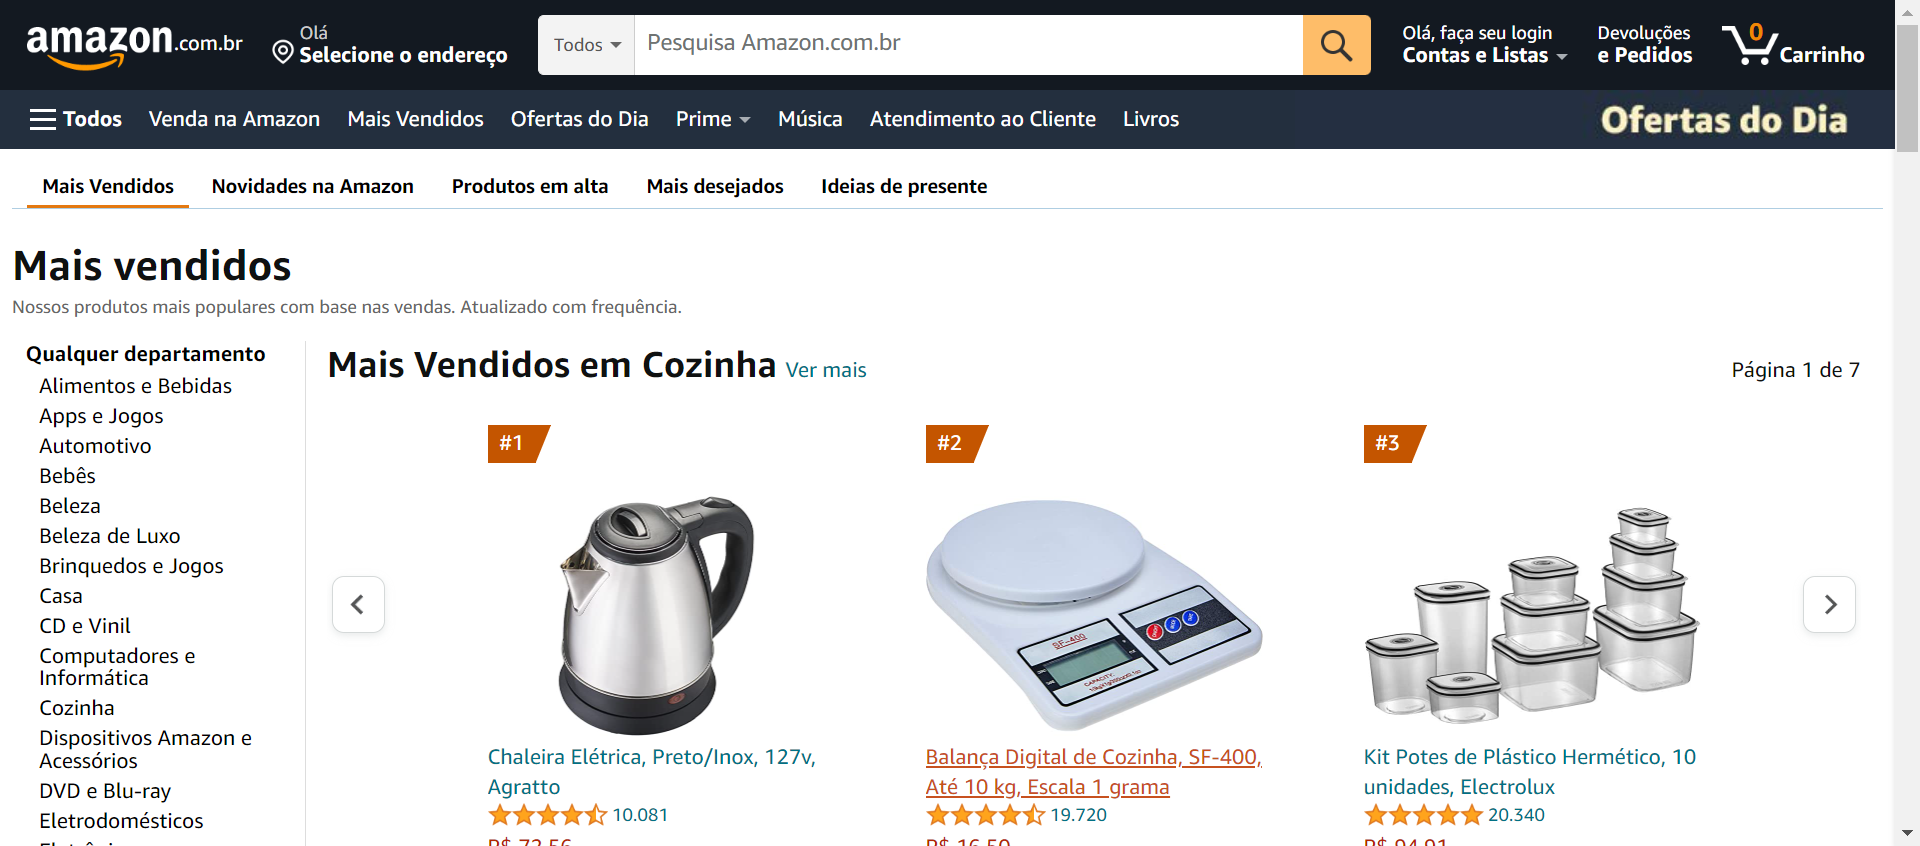 amazon.com.br
Olá
Selecione o endereço
Todos
Pesquisa Amazon.com.br
Olá, faça seu login
Contas e Listas
Devoluções
e Pedidos
0
Carrinho
Todos
Venda na Amazon
Mais Vendidos
Ofertas do Dia
Prime
Música
Atendimento ao Cliente
Livros
Ofertas do Dia
Mais Vendidos
Novidades na Amazon
Produtos em alta
Mais desejados
Ideias de presente
Mais vendidos
Nossos produtos mais populares com base nas vendas. Atualizado com frequência.
Qualquer departamento
Alimentos e Bebidas
Apps e Jogos
Automotivo
Bebês
Beleza
Beleza de Luxo
Brinquedos e Jogos
Casa
CD e Vinil
Computadores e
Informática
Cozinha
Dispositivos Amazon e
Acessórios
DVD e Blu-ray
Eletrodomésticos
Mais Vendidos em Cozinha Ver mais
Página 1 de 7
#1
Chaleira Elétrica, Preto/Inox, 127v,
Agratto
10.081
#2
SF-400
Balança Digital de Cozinha, SF-400,
Até 10 kg, Escala 1 grama
19.720
#3
Kit Potes de Plástico Hermético, 10
unidades, Electrolux
20.340